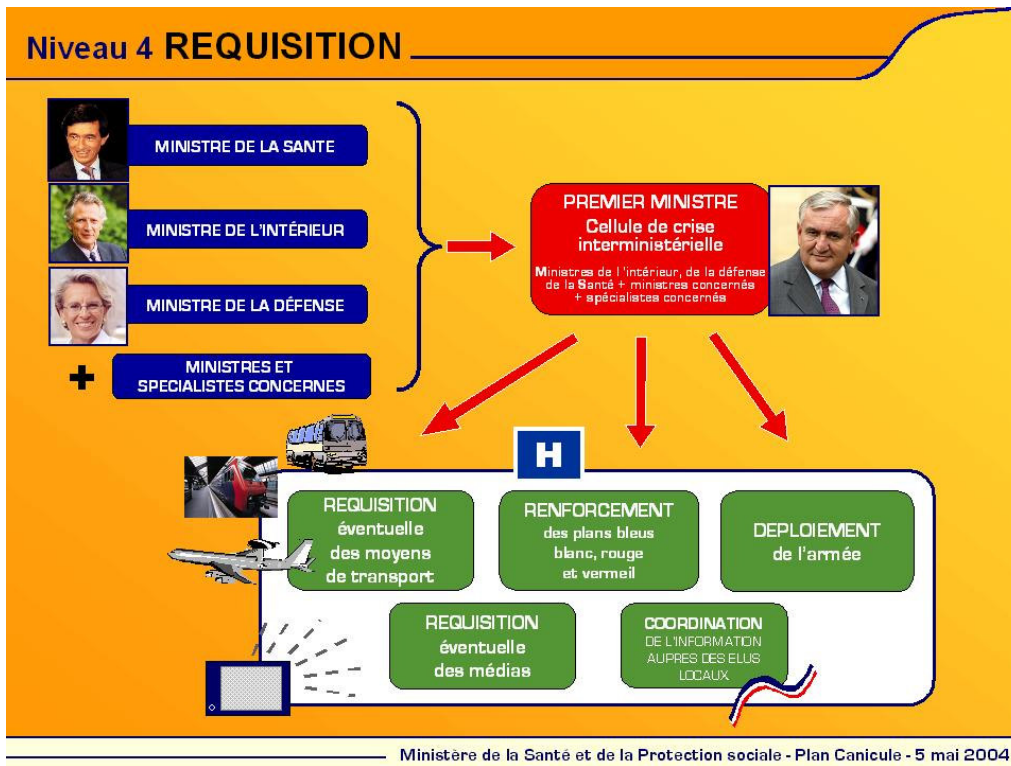 Niveau 4 REQUISITION
MINISTRE DE LA SANTE
MINISTRE DE L'INTÉRIEUR
MINISTRE DE LA DÉFENSE
+
MINISTRES ET
SPECIALISTES CONCERNES
PREMIER MINISTRE
Cellule de crise
interministérielle
Ministres de l'intérieur, de la défense
de la Santé + ministres concernés
+ spécialistes concernés
H
REQUISITION
éventuelle
des moyens
de transport
RENFORCEMENT
des plans bleus
blanc, rouge
et vermeil
DEPLOIEMENT
de l'armée
REQUISITION
éventuelle
des médias
COORDINATION
DE L'INFORMATION
AUPRES DES ELUS
LOCAUX
Ministère de la Santé et de la Protection sociale - Plan Canicule - 5 mai 2004